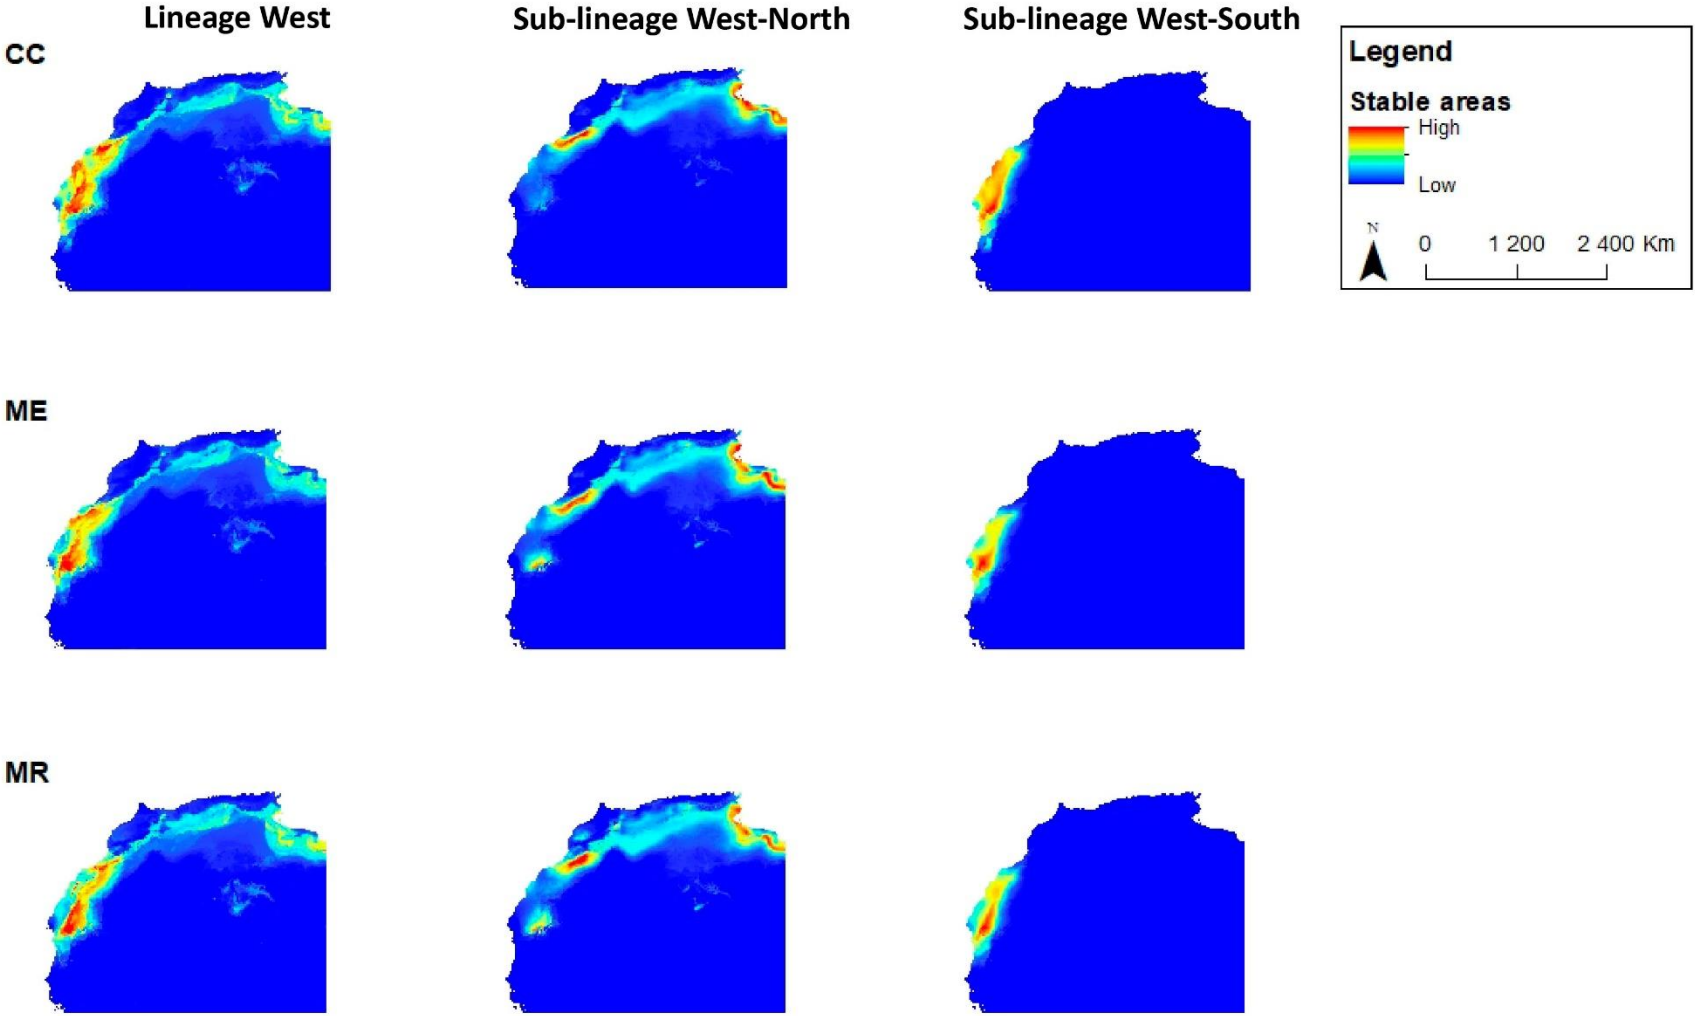 Lineage West
Sub-lineage West-North
Sub-lineage West-South
CC
Legend
Stable areas
High
Low
N
0 1 200 2 400 Km
ME
MR